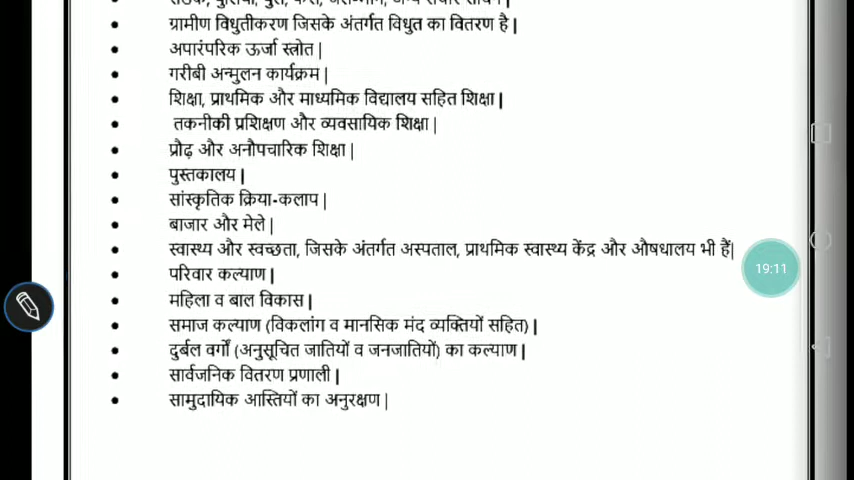 ग्रामीण विधुतीकरण जिसके अंतर्गत विधुत का वितरण है |
अपारंपरिक ऊर्जा स्त्रोत |
गरीबी अन्मुलन कार्यक्रम |
शिक्षा, प्राथमिक और माध्यमिक विद्यालय सहित शिक्षा |
तकनीकी प्रशिक्षण और व्यवसायिक शिक्षा |
प्रौढ़ और अनौपचारिक शिक्षा |
पुस्तकालय |
सांस्कृतिक क्रिया-कलाप |
बाजार और मेले |
स्वास्थ्य और स्वच्छता, जिसके अंतर्गत अस्पताल, प्राथमिक स्वास्थ्य केंद्र और औषधालय भी हैं|
19:11
परिवार कल्याण |
महिला व बाल विकास |
समाज कल्याण (विकलांग व मानसिक मंद व्यक्तियों सहित) |
दुर्बल वर्गों (अनुसूचित जातियों व जनजातियों) का कल्याण |
सार्वजनिक वितरण प्रणाली |
सामुदायिक आस्तियों का अनुरक्षण |